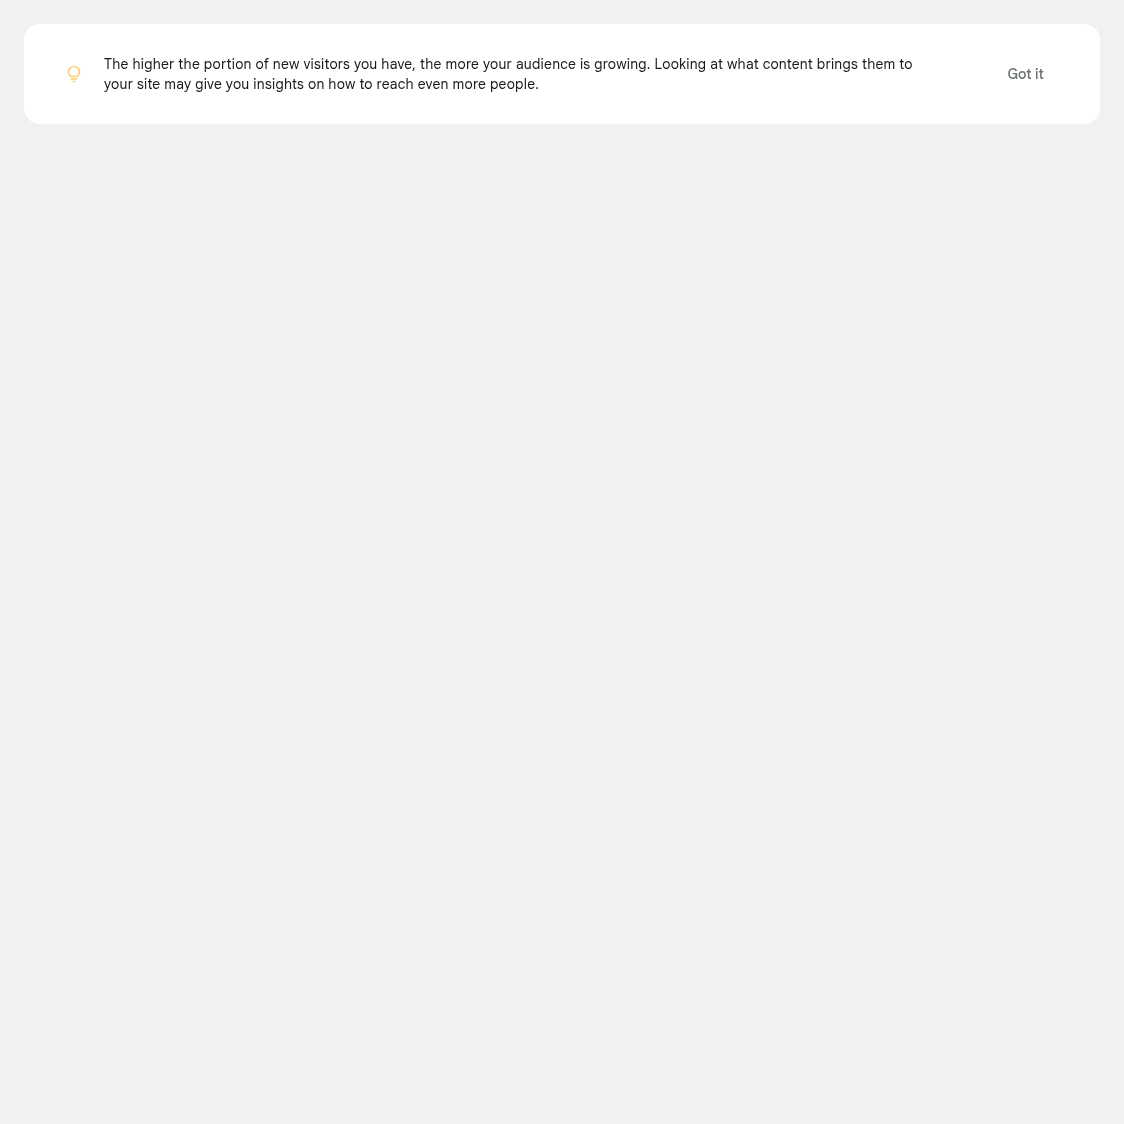 The higher the portion of new visitors you have, the more your audience is growing. Looking at what content brings them to
your site may give you insights on how to reach even more people.
Got it